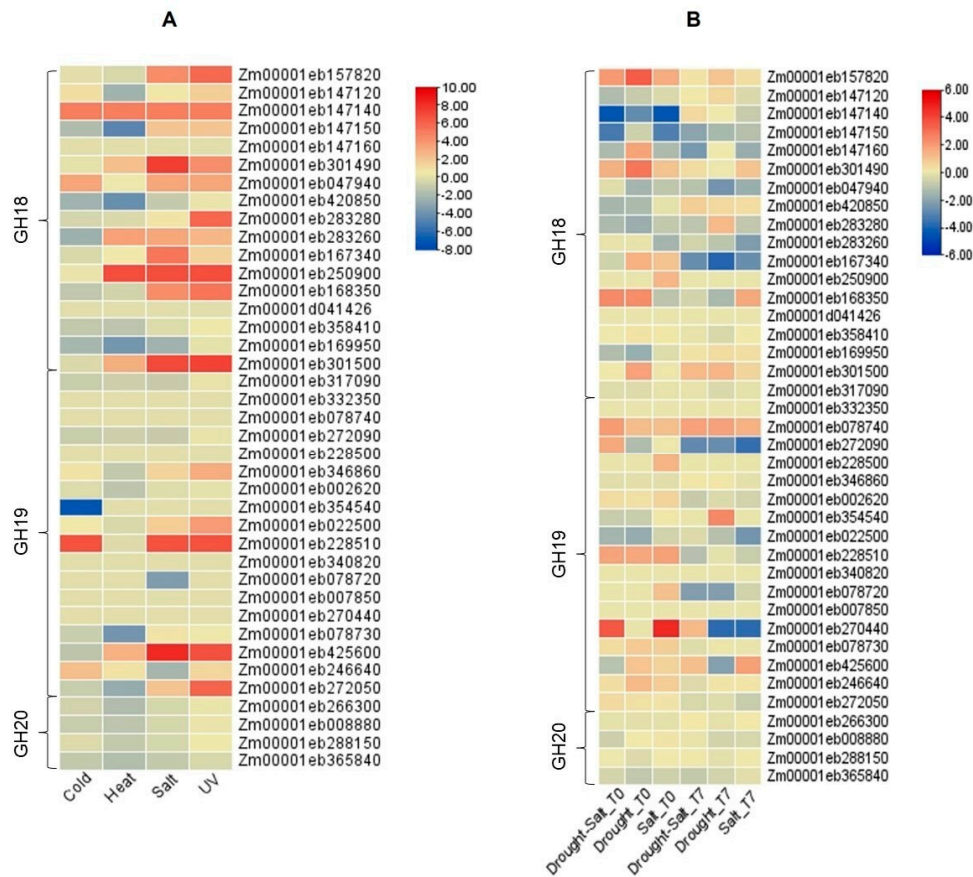 A
B
GH18
GH19
GH20
Zm00001eb157820
Zm00001eb147120
Zm00001eb147140
Zm00001eb147150
Zm00001eb147160
Zm00001eb301490
Zm00001eb047940
Zm00001eb420850
Zm00001eb283280
Zm00001eb283260
Zm00001eb167340
Zm00001eb250900
Zm00001eb168350
Zm00001d041426
Zm00001eb358410
Zm00001eb169950
Zm00001eb301500
Zm00001eb317090
Zm00001eb332350
Zm00001eb078740
Zm00001eb272090
Zm00001eb228500
Zm00001eb346860
Zm00001eb002620
Zm00001eb354540
Zm00001eb022500
Zm00001eb228510
Zm00001eb340820
Zm00001eb078720
Zm00001eb007850
Zm00001eb270440
Zm00001eb078730
Zm00001eb425600
Zm00001eb246640
Zm00001eb272050
Zm00001eb266300
Zm00001eb008880
Zm00001eb288150
Zm00001eb365840
Cold
Heat
Salt
UV
10.00
8.00
6.00
4.00
2.00
0.00
-2.00
-4.00
-6.00
-8.00
GH18
GH19
GH20
Zm00001eb157820
Zm00001eb147120
Zm00001eb147140
Zm00001eb147150
Zm00001eb147160
Zm00001eb301490
Zm00001eb047940
Zm00001eb420850
Zm00001eb283280
Zm00001eb283260
Zm00001eb167340
Zm00001eb250900
Zm00001eb168350
Zm00001d041426
Zm00001eb358410
Zm00001eb169950
Zm00001eb301500
Zm00001eb317090
Zm00001eb332350
Zm00001eb078740
Zm00001eb272090
Zm00001eb228500
Zm00001eb346860
Zm00001eb002620
Zm00001eb354540
Zm00001eb022500
Zm00001eb228510
Zm00001eb340820
Zm00001eb078720
Zm00001eb007850
Zm00001eb270440
Zm00001eb078730
Zm00001eb425600
Zm00001eb246640
Zm00001eb272050
Zm00001eb266300
Zm00001eb008880
Zm00001eb288150
Zm00001eb365840
Drought-Salt_T0
Drought_T0
Salt_T0
Drought-Salt_T7
Drought_T7
Salt_T7
6.00
4.00
2.00
0.00
-2.00
-4.00
-6.00